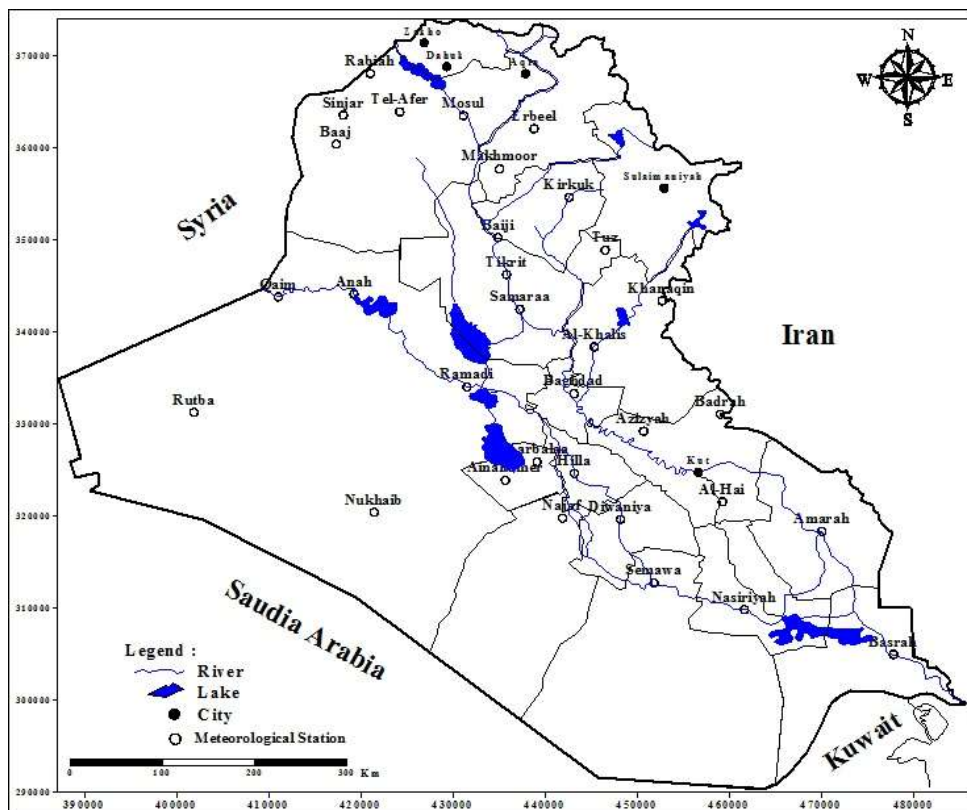 N
W E
S
370000
360000
350000
340000
330000
320000
310000
300000
290000
Zakho
Dahuk
Aqra
Rabiah
Sinjar
Tel-Afer
Mosul
Erbeel
Baaj
Makhmoor
Kirkuk
Sulaimaniyah
Syria
Baiji
Tuz
Tikrit
Qaim
Anah
Samaraa
Khanaqin
Al-Khalis
Iran
Ramadi
Baghdad
Rutba
Azizyah
Badrah
Hilla
Kut
Al-Hai
Nukhaib
Najaf
Diwaniya
Amarah
Semawa
Nasiriyah
Saudia Arabia
Basrah
Kuwait
Legend :
River
Lake
City
Meteorological Station
0 100 200 300
Km
390000 400000 410000 420000 430000 440000 450000 460000 470000 480000